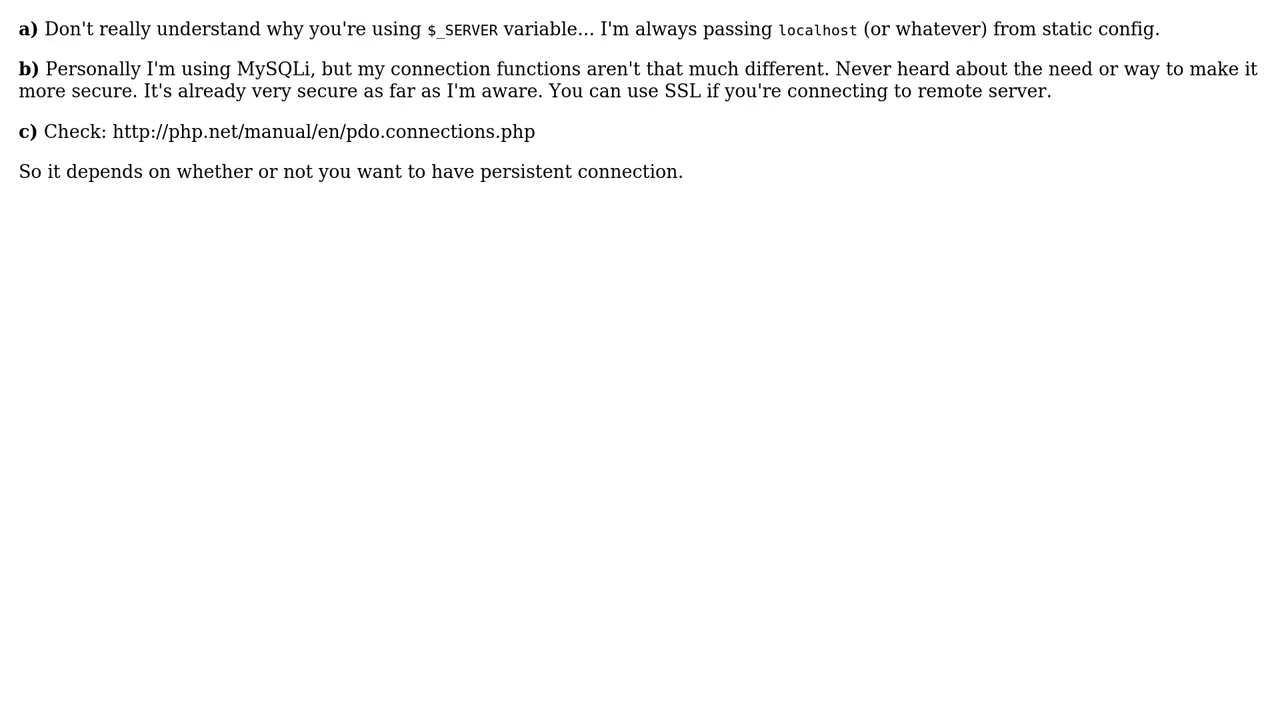 a) Don't really understand why you're using $_SERVER variable... I'm always passing localhost (or whatever) from static config.
b) Personally I'm using MySQLi, but my connection functions aren't that much different. Never heard about the need or way to make it
more secure. It's already very secure as far as I'm aware. You can use SSL if you're connecting to remote server.
c) Check: http://php.net/manual/en/pdo.connections.php
So it depends on whether or not you want to have persistent connection.